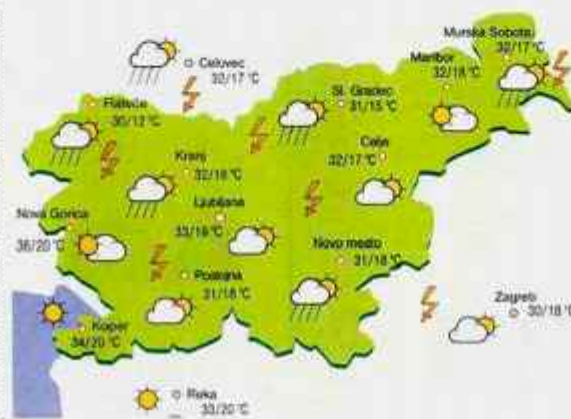 Murska Sobota
32/17 °C
Maribor
32/18 °C
Celovec
32/17 °C
Sl. Gradec
31/15 °C
Rateče
30/12 °C
Celje
32/17 °C
Kranj
32/18 °C
Ljubljana
33/19 °C
Nova Gorica
36/20 °C
Novo mesto
31/18 °C
Postojna
31/18 °C
Zagreb
30/18 °C
Koper
34/20 °C
Reka
33/20 °C